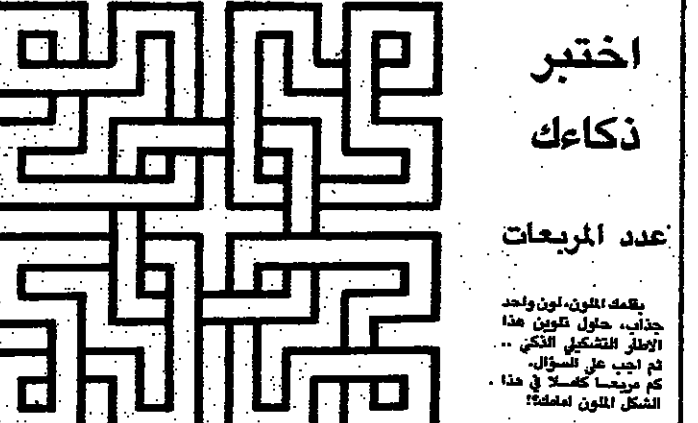 اختبر
ذكاءك
عدد المربعات
بقلمك الملون، لون واحد
جذاب، حاول تلوين هذا
الاطار التشكيلي الذكي ..
ثم اجب على السؤال.
كم مربعا كاملا في هذا
الشكل الملون امامك؟!